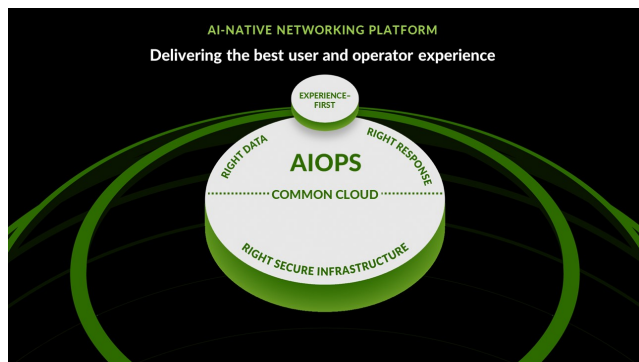 AI-NATIVE NETWORKING PLATFORM
Delivering the best user and operator experience
EXPERIENCE–
FIRST
RIGHT DATA
RIGHT RESPONSE
AIOPS
COMMON CLOUD
RIGHT SECURE INFRASTRUCTURE